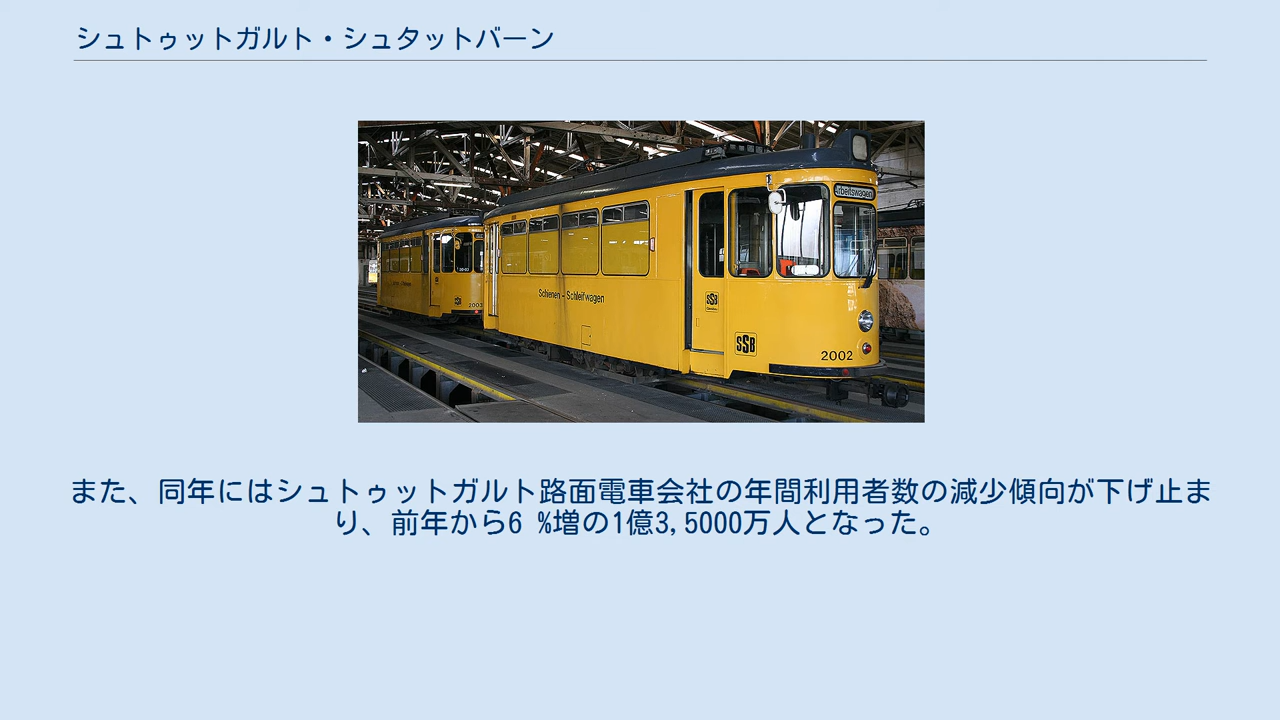 シュトゥットガルト・シュタットバーン
Arbeitswagen
Schienen - Schleifwagen
SSB
SSB
2002
2003
また、同年にはシュトゥットガルト路面電車会社の年間利用者数の減少傾向が下げ止ま
り、前年から6 %増の1億3,5000万人となった。